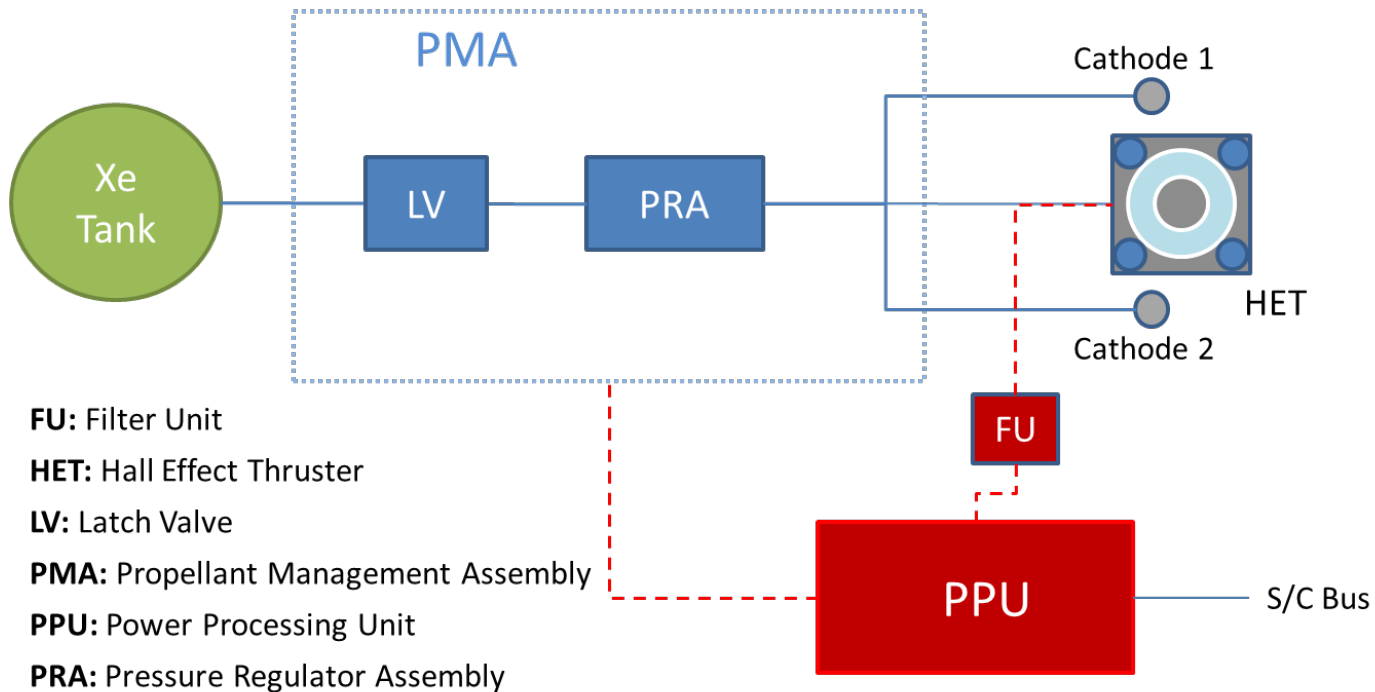 PMA
Cathode 1
Xe
Tank
LV
PRA
HET
Cathode 2
FU: Filter Unit
FU
HET: Hall Effect Thruster
LV: Latch Valve
PMA: Propellant Management Assembly
PPU
S/C Bus
PPU: Power Processing Unit
PRA: Pressure Regulator Assembly